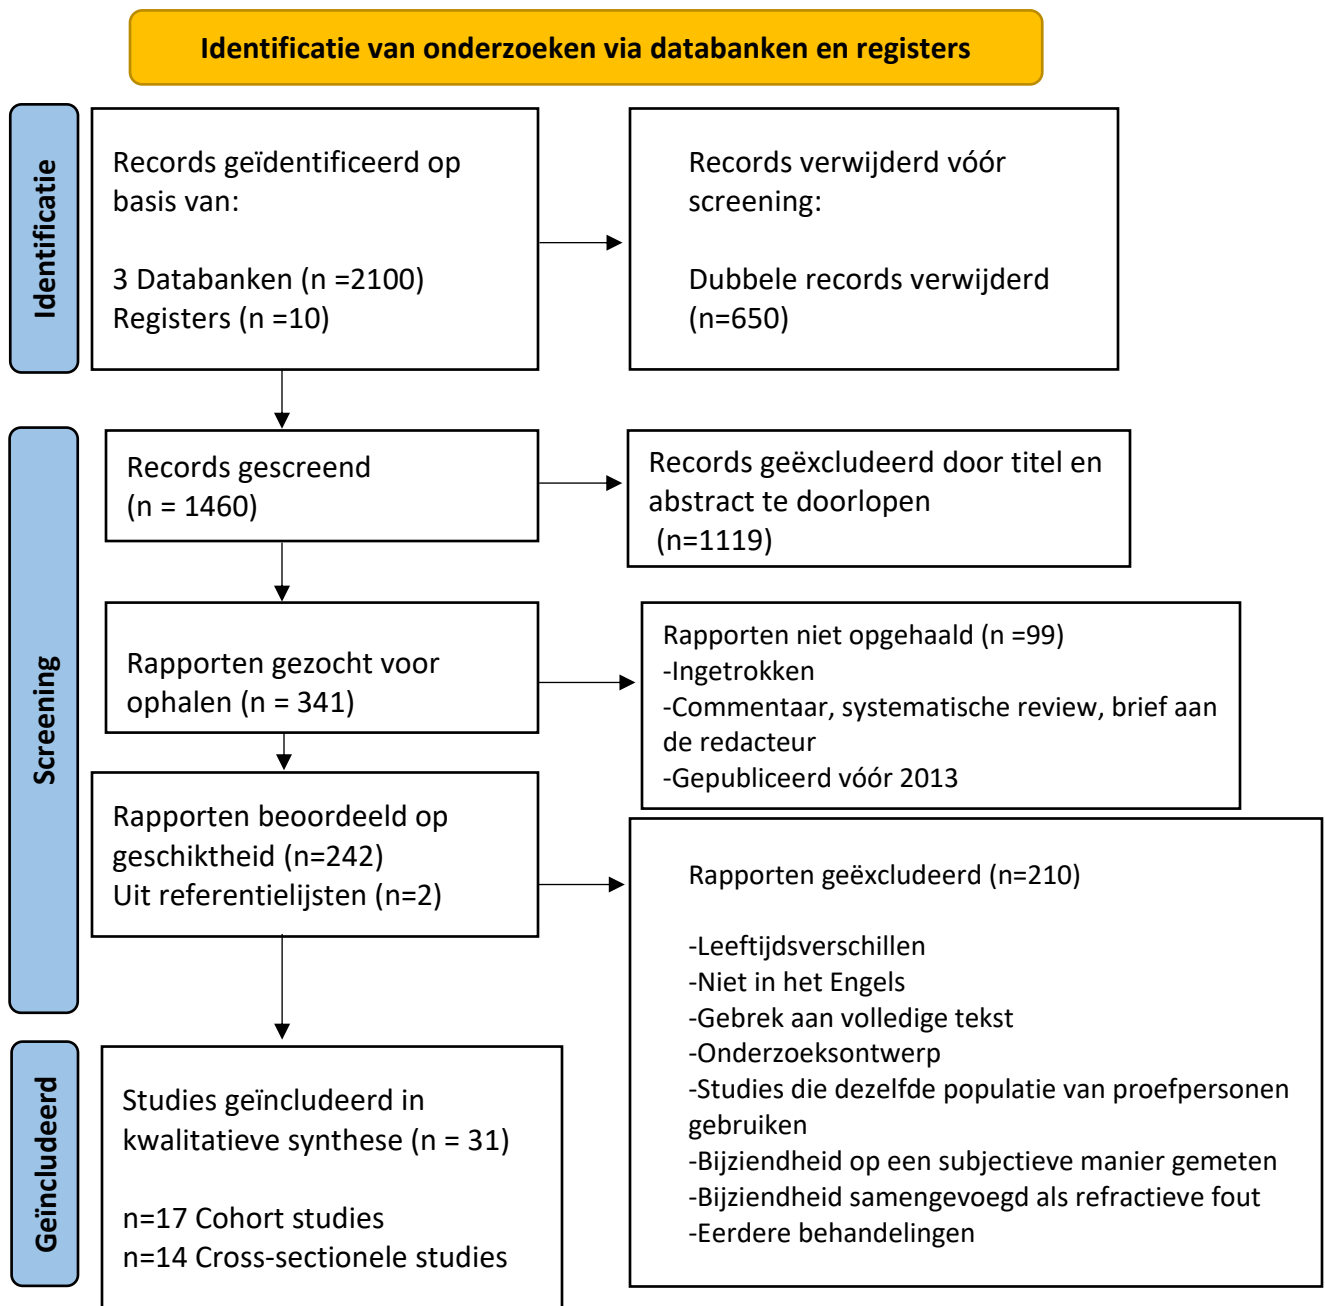 Identificatie van onderzoeken via databanken en registers
Identificatie
Records geïdentificeerd op
basis van:
3 Databanken (n =2100)
Registers (n =10)
Records verwijderd vóór
screening:
Dubbele records verwijderd
(n=650)
Screening
Records gescreend
(n = 1460)
Records geëxcludeerd door titel en
abstract te doorlopen
(n=1119)
Rapporten gezocht voor
ophalen (n = 341)
Rapporten niet opgehaald (n =99)
-Ingetrokken
-Commentaar, systematische review, brief aan
de redacteur
-Gepubliceerd vóór 2013
Rapporten beoordeeld op
geschiktheid (n=242)
Uit referentielijsten (n=2)
Rapporten geëxcludeerd (n=210)
-Leeftijdsverschillen
-Niet in het Engels
-Gebrek aan volledige tekst
-Onderzoeksontwerp
-Studies die dezelfde populatie van proefpersonen
gebruiken
-Bijziendheid op een subjectieve manier gemeten
-Bijziendheid samengevoegd als refractieve fout
-Eerdere behandelingen
Geïncludeerd
Studies geïncludeerd in
kwalitatieve synthese (n = 31)
n=17 Cohort studies
n=14 Cross-sectionele studies